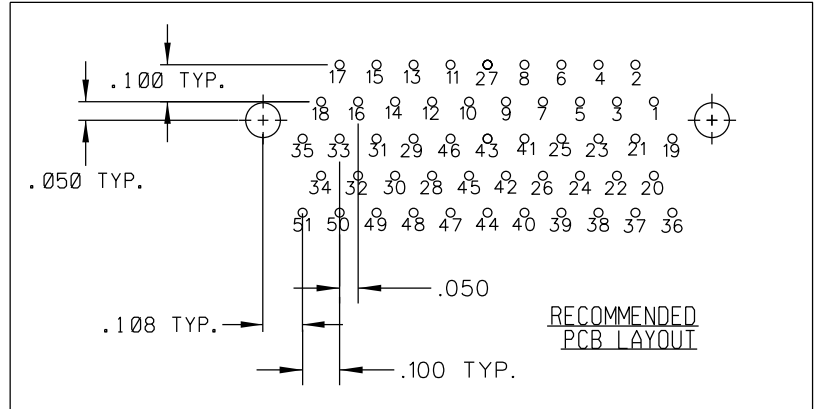 17 15 13 11 27 8 6 4 2
.100 TYP.
18 16 14 12 10 9 7 5 3 1
35 33 31 29 46 43 41 25 23 21 19
.050 TYP.
34 32 30 28 45 42 26 24 22 20
51 50 49 48 47 44 40 39 38 37 36
.050
.108 TYP.
RECOMMENDED
PCB LAYOUT
.100 TYP.